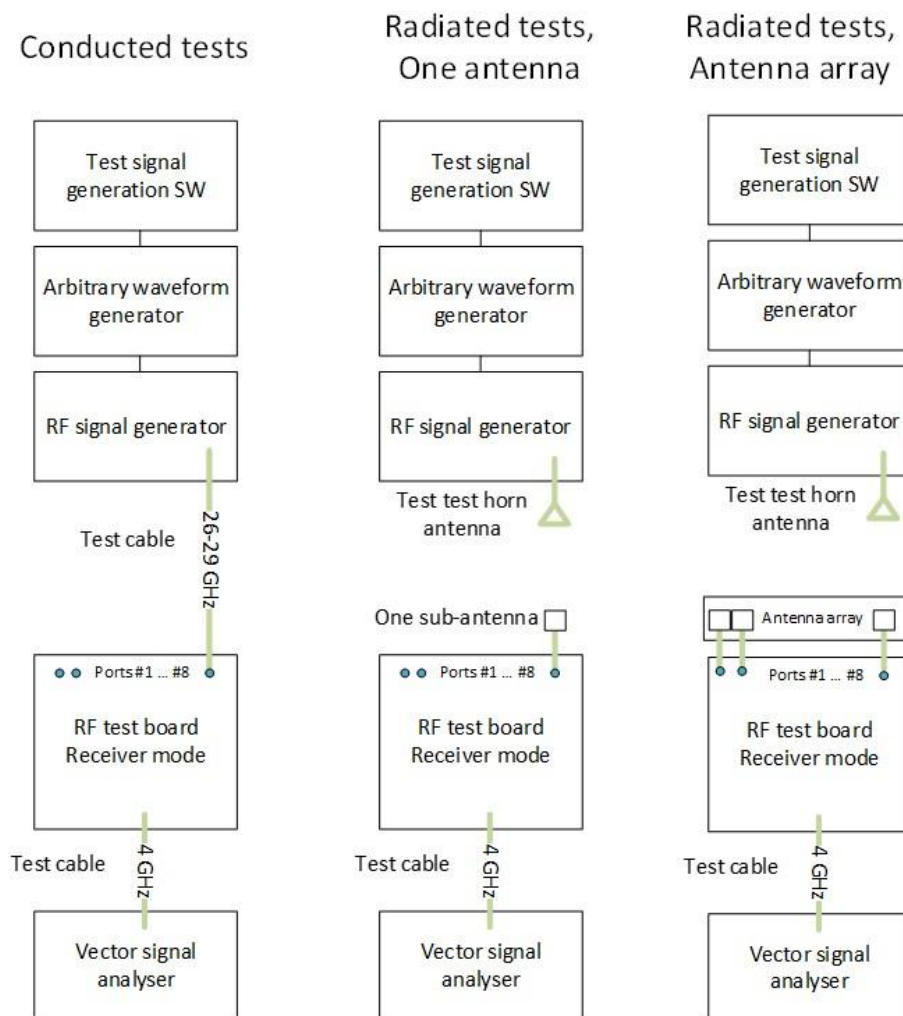 Conducted tests
Test signal
generation SW
Arbitrary waveform
generator
RF signal generator
Test cable
26-29 GHz
Ports #1 ... #8
RF test board
Receiver mode
Test cable
4 GHz
Vector signal
analyser
Radiated tests,
One antenna
Test signal
generation SW
Arbitrary waveform
generator
RF signal generator
Test test horn
antenna
One sub-antenna
Ports #1 ... #8
RF test board
Receiver mode
Test cable
4 GHz
Vector signal
analyser
Radiated tests,
Antenna array
Test signal
generation SW
Arbitrary waveform
generator
RF signal generator
Test test horn
antenna
Antenna array
Ports #1 ... #8
RF test board
Receiver mode
Test cable
4 GHz
Vector signal
analyser